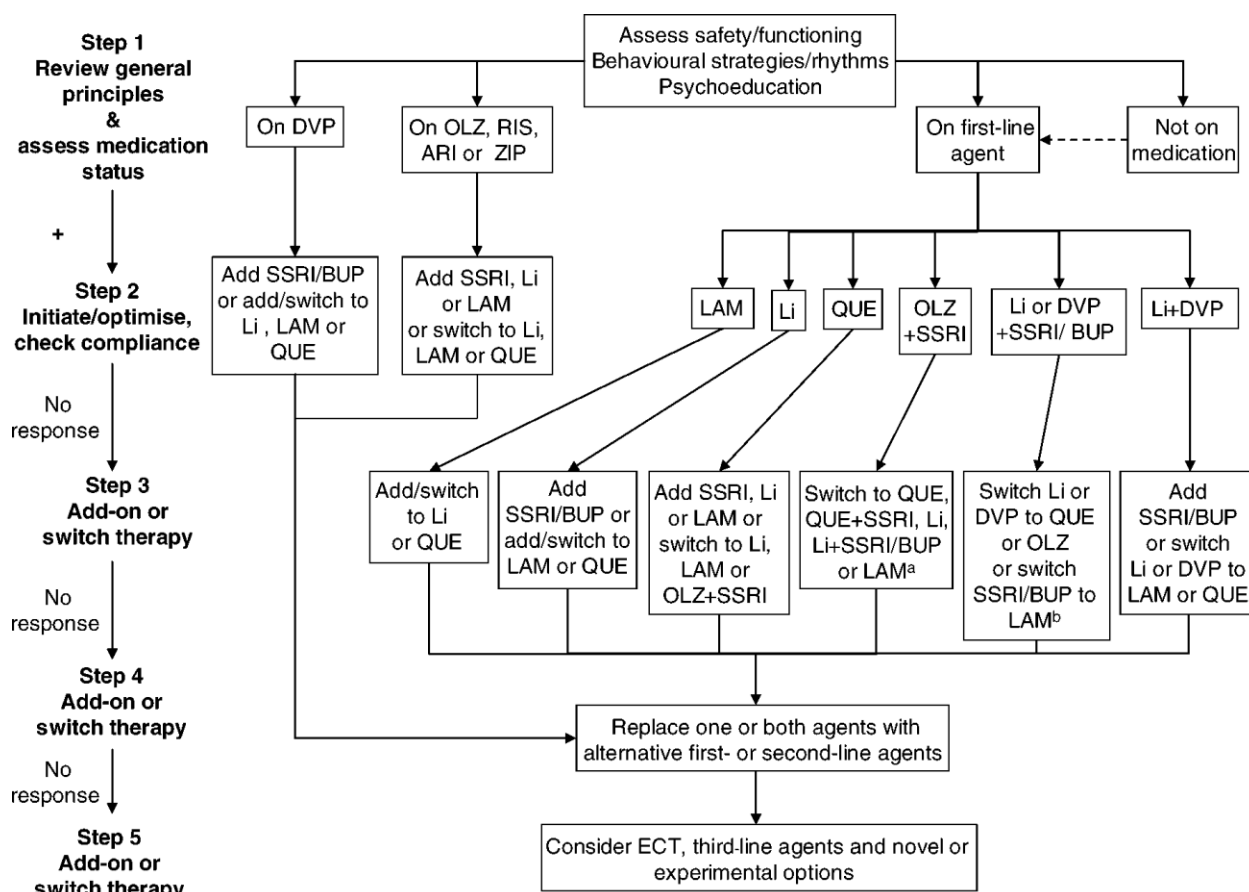 Step 1
Review general
principles
&
assess medication
status
+
Step 2
Initiate/optimise,
check compliance
No
response
Step 3
Add-on or
switch therapy
No
response
Step 4
Add-on or
switch therapy
No
response
Step 5
Add-on or
switch therapy
Assess safety/functioning
Behavioural strategies/rhythms
Psychoeducation
On DVP
On OLZ, RIS,
ARI or ZIP
On first-line
agent
Not on
medication
Add SSRI/BUP
or add/switch to
Li , LAM or
QUE
Add SSRI, Li
or LAM
or switch to Li,
LAM or QUE
LAM
Li
QUE
OLZ
+SSRI
Li or DVP
+SSRI/ BUP
Li+DVP
Add/switch
to Li
or QUE
Add
SSRI/BUP or
add/switch to
LAM or QUE
Add SSRI, Li
or LAM or
switch to Li,
LAM or
OLZ+SSRI
Switch to QUE,
QUE+SSRI, Li,
Li+SSRI/BUP
or LAMᵃ
Switch Li or
DVP to QUE
or OLZ
or switch
SSRI/BUP to
LAMᵇ
Add
SSRI/BUP
or switch
Li or DVP to
LAM or QUE
Replace one or both agents with
alternative first- or second-line agents
Consider ECT, third-line agents and novel or
experimental options